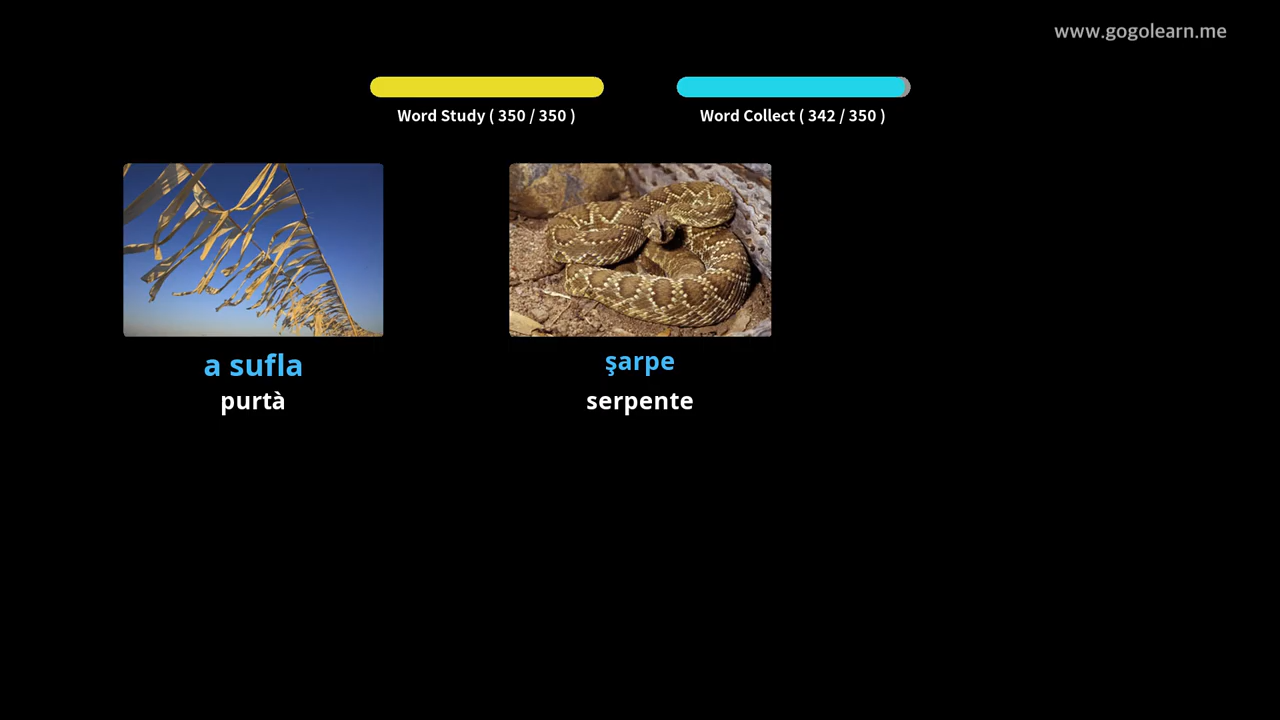 www.gogolearn.me
Word Study ( 350 / 350 )
Word Collect ( 342 / 350 )
a sufla
purtà
şarpe
serpente